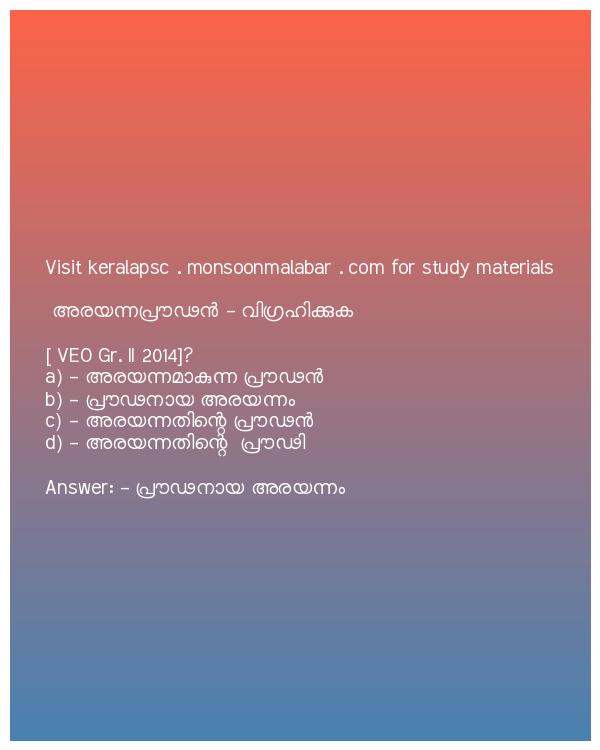 Visit keralapsc . monsoonmalabar . com for study materials
അരയന്നപ്രൗഢൻ - വിഗ്രഹിക്കുക
[ VEO Gr. II 2014]?
a) - അരയന്നമാകുന്ന പ്രൗഢൻ
b) - പ്രൗഢനായ അരയന്നം
c) - അരയന്നതിന്റെ പ്രൗഢൻ
d) - അരയന്നതിന്റെ പ്രൗഢി
Answer: - പ്രൗഢനായ അരയന്നം